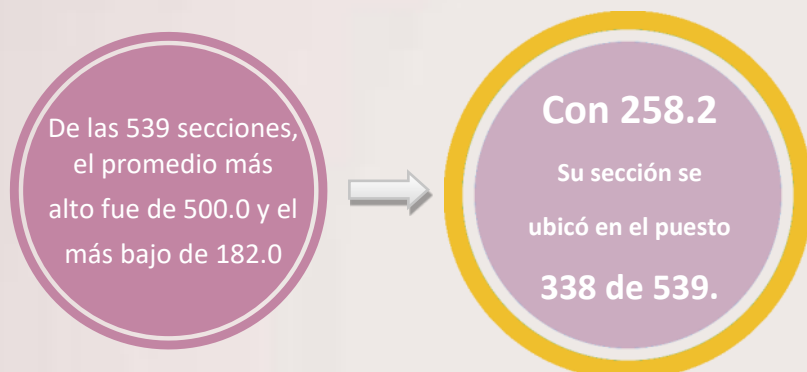 De las 539 secciones,
el promedio más
alto fue de 500.0 y el
más bajo de 182.0
Con 258.2
Su sección se
ubicó en el puesto
338 de 539.